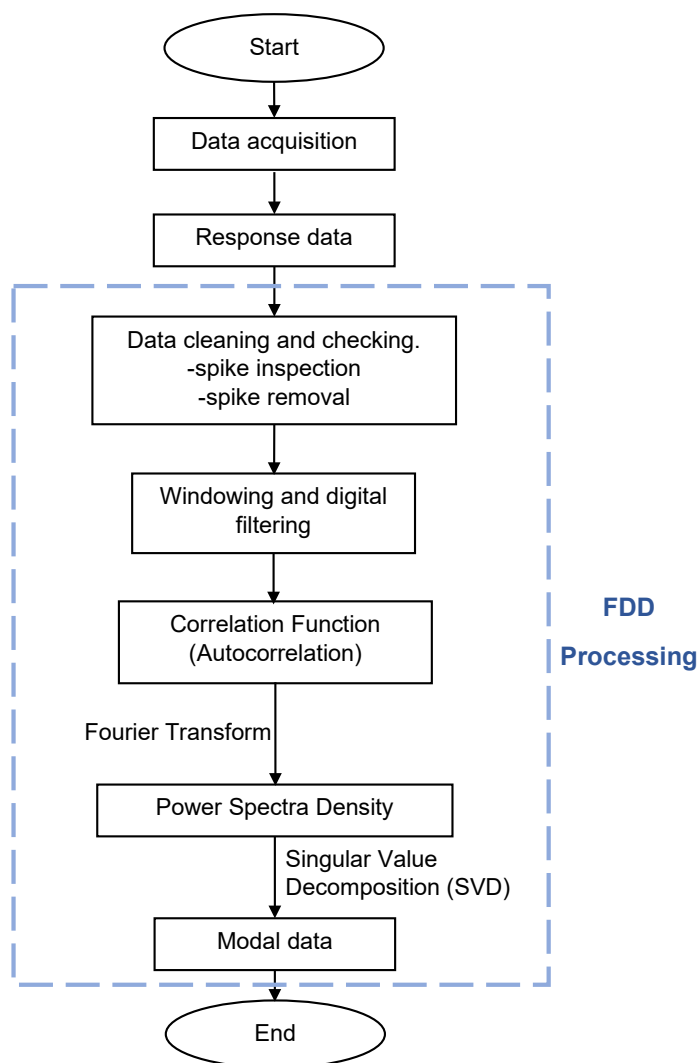 Start
Data acquisition
Response data
Data cleaning and checking.
-spike inspection
-spike removal
Windowing and digital
filtering
Correlation Function
(Autocorrelation)
FDD
Processing
Fourier Transform
Power Spectra Density
Singular Value
Decomposition (SVD)
Modal data
End